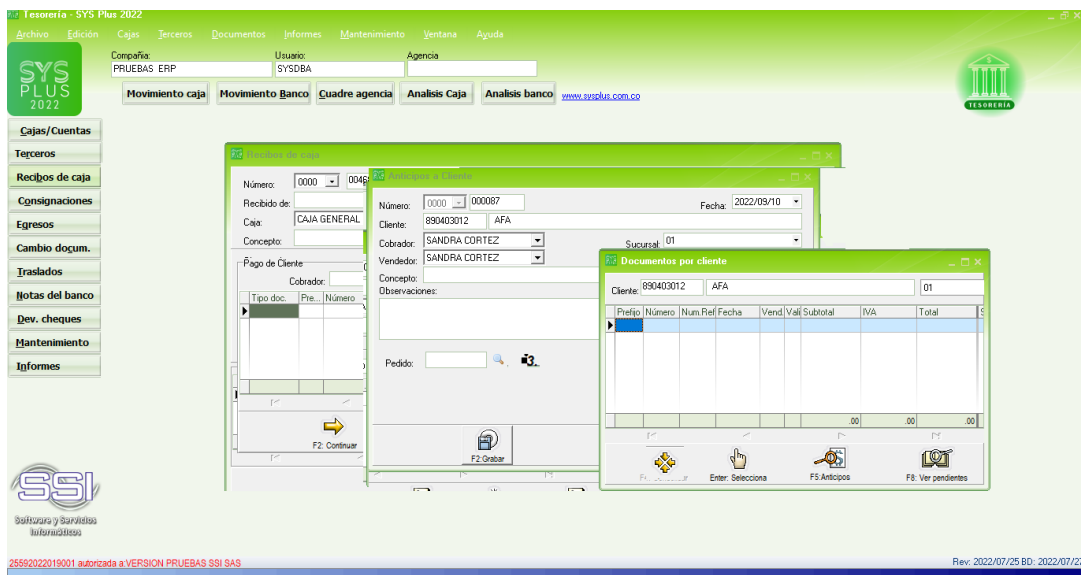 Tesorería - SYS Plus 2022
Archivo Edición Cajas Terceros Documentos Informes Mantenimiento Ventana Ayuda
SYS
PLUS
2022
Compañia: Usuario: Agencia
PRUEBAS ERP SYSDBA
Movimiento caja Movimiento Banco Cuadre agencia Analisis Caja Analisis banco www.sysplus.com.co
TESORERÍA
Cajas/Cuentas
Terceros
Recibos de caja
Consignaciones
Egresos
Cambio docum.
Traslados
Notas del banco
Dev. cheques
Mantenimiento
Informes
Recibos de caja
Número: 0000
Recibido de:
Caja: CAJA GENERAL
Concepto:
Pago de Cliente
Cobrador:
Tipo doc. Pre... Número
F2: Continuar
Anticipos a Cliente
Número: 0000 000087 Fecha: 2022/09/10
Cliente: 890403012 AFA
Cobrador: SANDRA CORTEZ Sucursal: 01
Vendedor: SANDRA CORTEZ
Concepto:
Observaciones:
Pedido: 3..
F2:Grabar
Documentos por cliente
Cliente: 890403012 AFA 01
Prefijo Número Num.Ref Fecha Vend. Vali Subtotal IVA Total
.00 .00 .00
Enter: Selecciona F5:Anticipos F8: Ver pendientes
SSI
Software y Servicios
Informáticos
25592022019001 autorizada a:VERSION PRUEBAS SSI SAS
Rev: 2022/07/25 BD: 2022/07/27